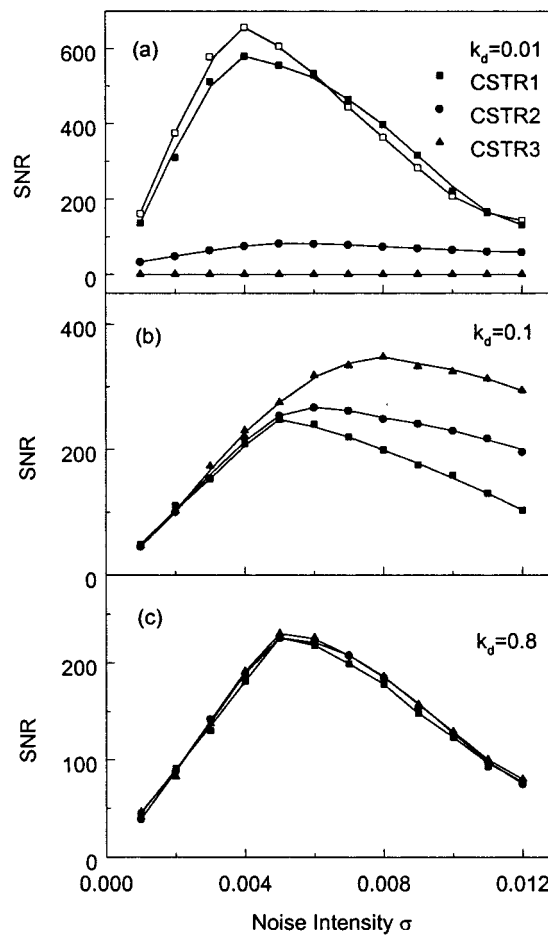 (a)
k_d=0.01
CSTR1
CSTR2
CSTR3
600
400
200
0
SNR
(b)
k_d=0.1
400
200
0
SNR
(c)
k_d=0.8
200
100
0
SNR
0.000
0.004
0.008
0.012
Noise Intensity σ